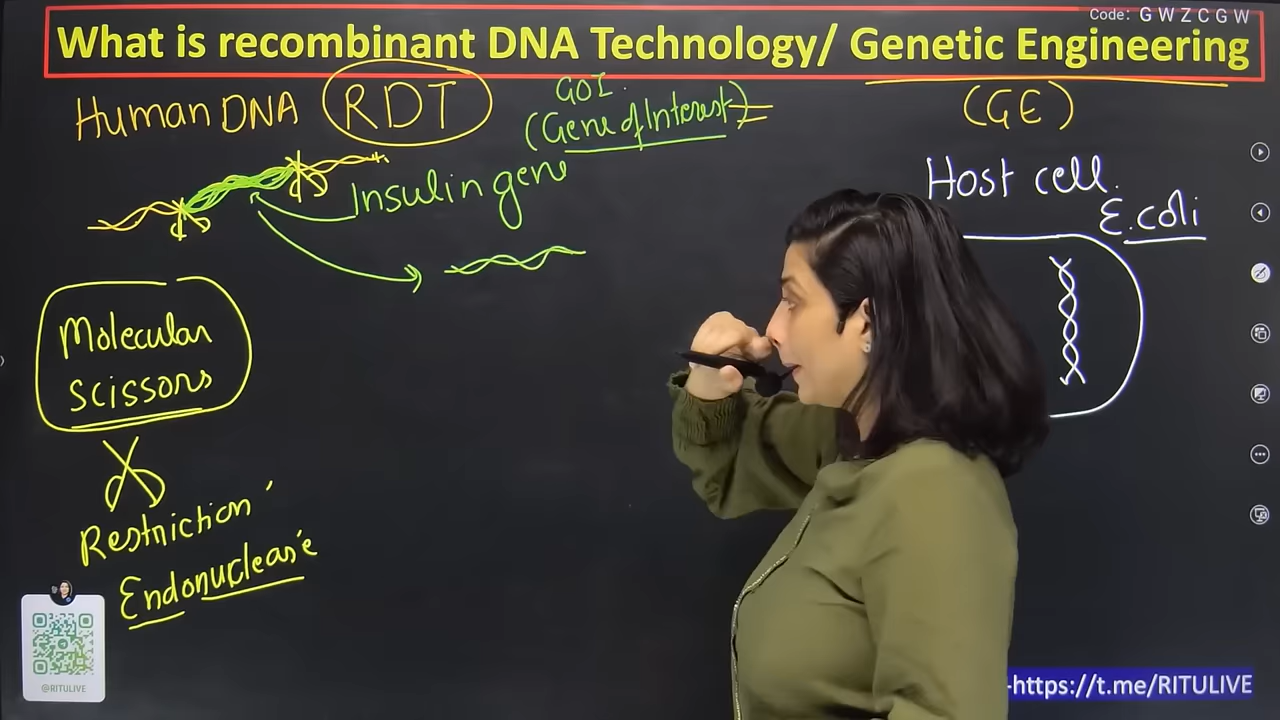 Code: G W Z C G W
What is recombinant DNA Technology/ Genetic Engineering
Human DNA
RDT
GOI.
(Gene of Interest)
(GE)
Insulin gene
Host cell.
E.coli
Molecular
scissors
Restriction
Endonuclease
@RITULIVE
-https://t.me/RITULIVE